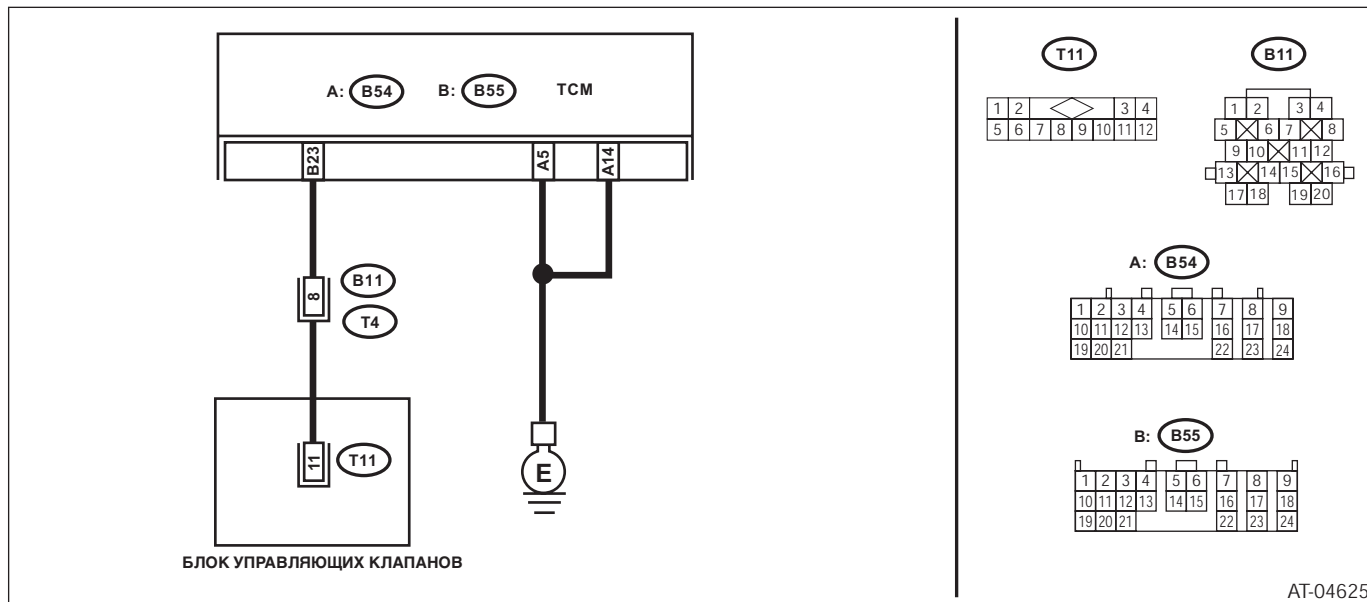 A: B54 B: B55 TCM
B23 A5 A14
8
B11
T4
11
T11
E
БЛОК УПРАВЛЯЮЩИХ КЛАПАНОВ
T11
1 2 3 4
5 6 7 8 9 10 11 12
B11
1 2 3 4
5 6 7 8
9 10 11 12
13 14 15 16
17 18 19 20
A: B54
1 2 3 4 5 6 7 8 9
10 11 12 13 14 15 16 17 18
19 20 21 22 23 24
B: B55
1 2 3 4 5 6 7 8 9
10 11 12 13 14 15 16 17 18
19 20 21 22 23 24
AT-04625